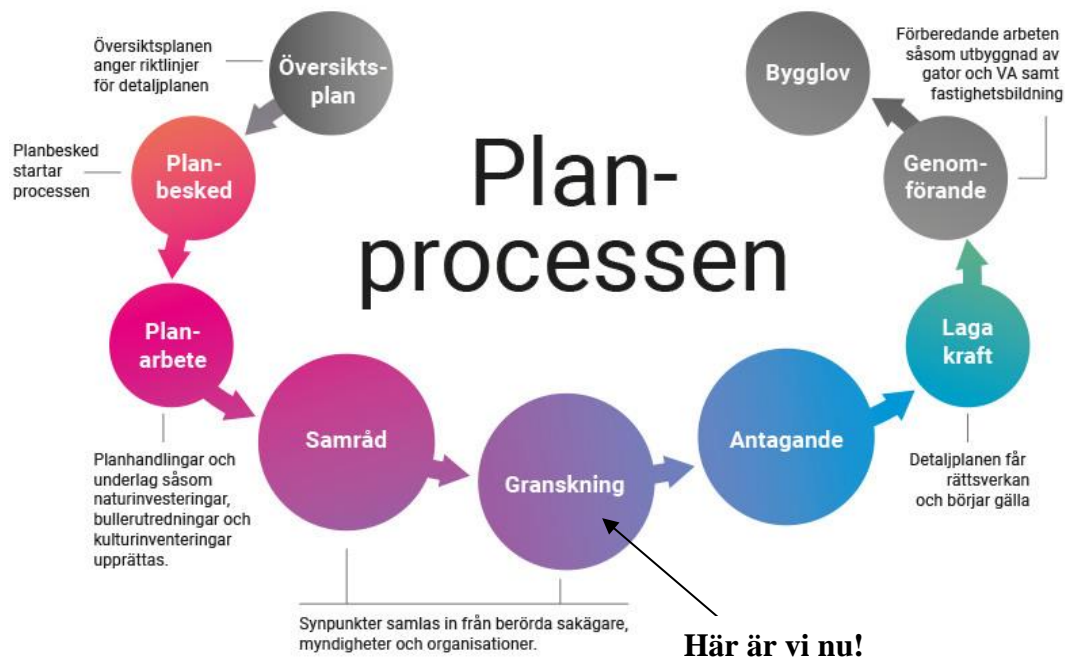 Plan-
processen
Översiktsplanen
anger riktlinjer
för detaljplanen
Översikts-
plan
Planbesked
startar
processen
Plan-
besked
Plan-
arbete
Planhandlingar och
underlag såsom
naturinvesteringar,
bullerutredningar och
kulturinventeringar
upprättas.
Samråd
Granskning
Synpunkter samlas in från berörda sakägare,
myndigheter och organisationer.
Här är vi nu!
Antagande
Laga
kraft
Detaljplanen får
rättsverkan
och börjar gälla
Genom-
förande
Förberedande arbeten
såsom utbyggnad av
gator och VA samt
fastighetsbildning
Bygglov